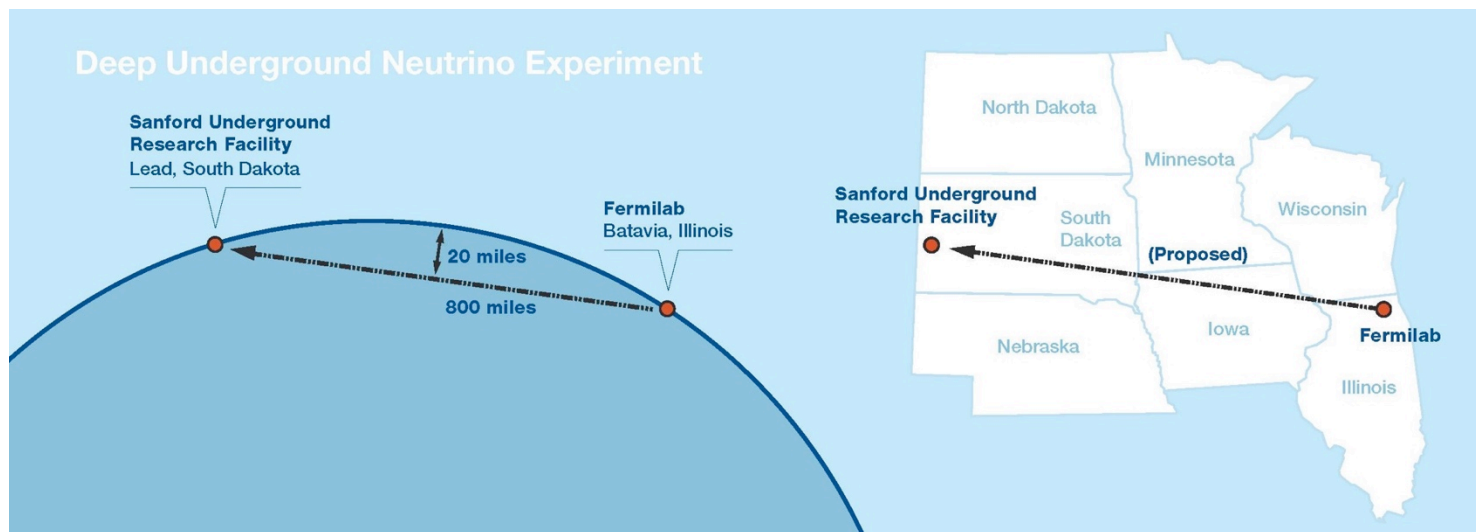 Deep Underground Neutrino Experiment
Sanford Underground
Research Facility
Lead, South Dakota
Fermilab
Batavia, Illinois
20 miles
800 miles
North Dakota
Minnesota
Sanford Underground
Research Facility
South
Dakota
Wisconsin
(Proposed)
Nebraska
Iowa
Fermilab
Illinois